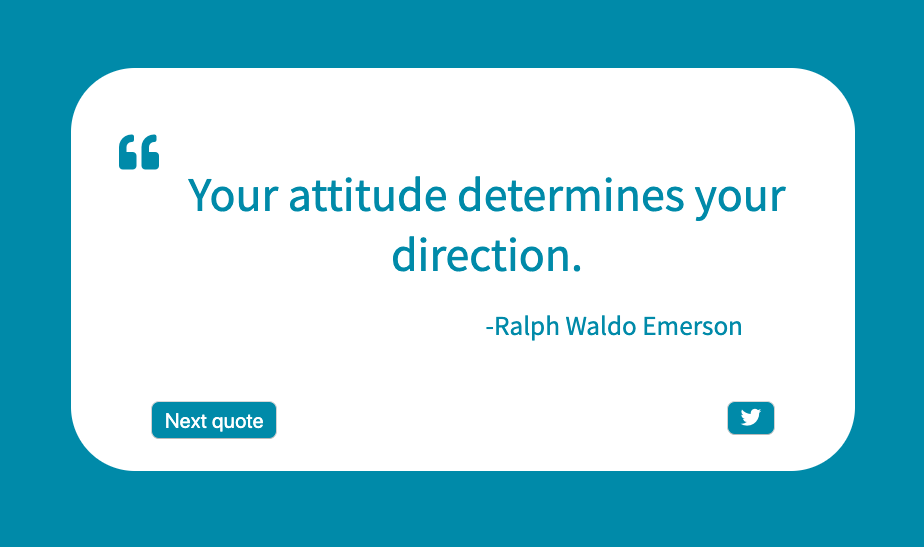 “
Your attitude determines your
direction.
-Ralph Waldo Emerson
Next quote